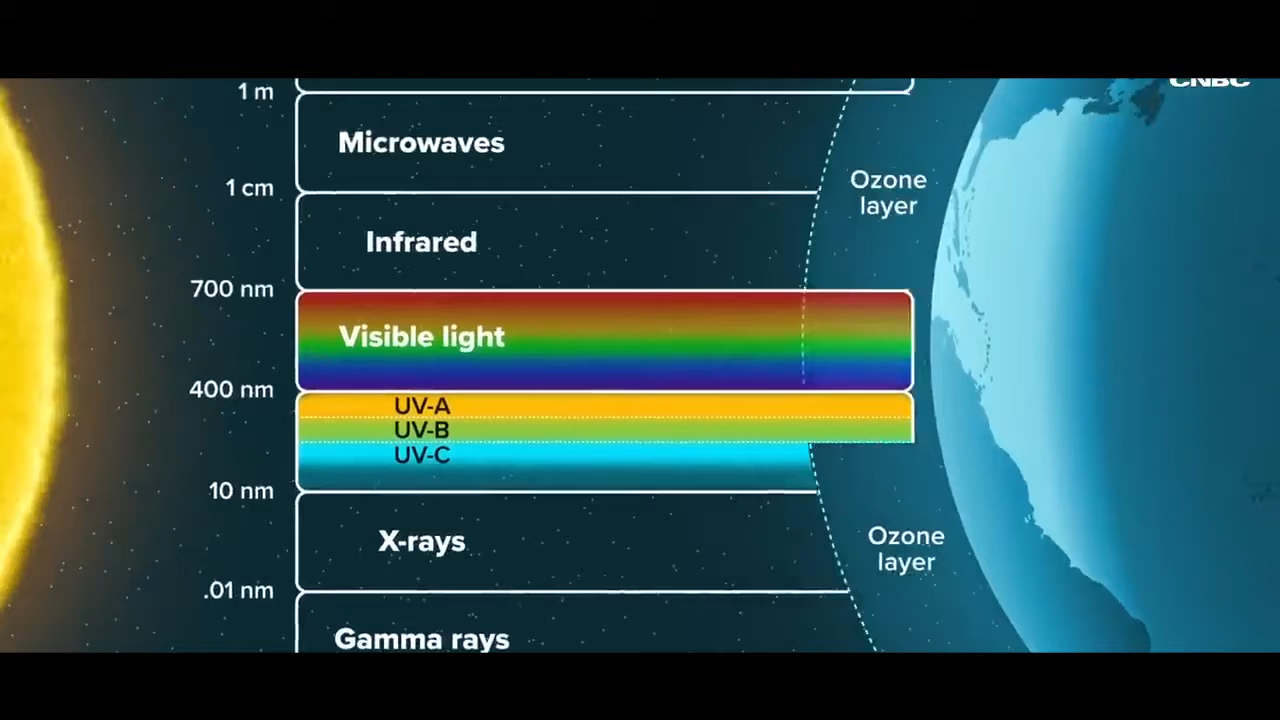 CNBC
1 m
Microwaves
1 cm
Ozone
layer
Infrared
700 nm
Visible light
400 nm
UV-A
UV-B
UV-C
10 nm
X-rays
Ozone
layer
.01 nm
Gamma rays